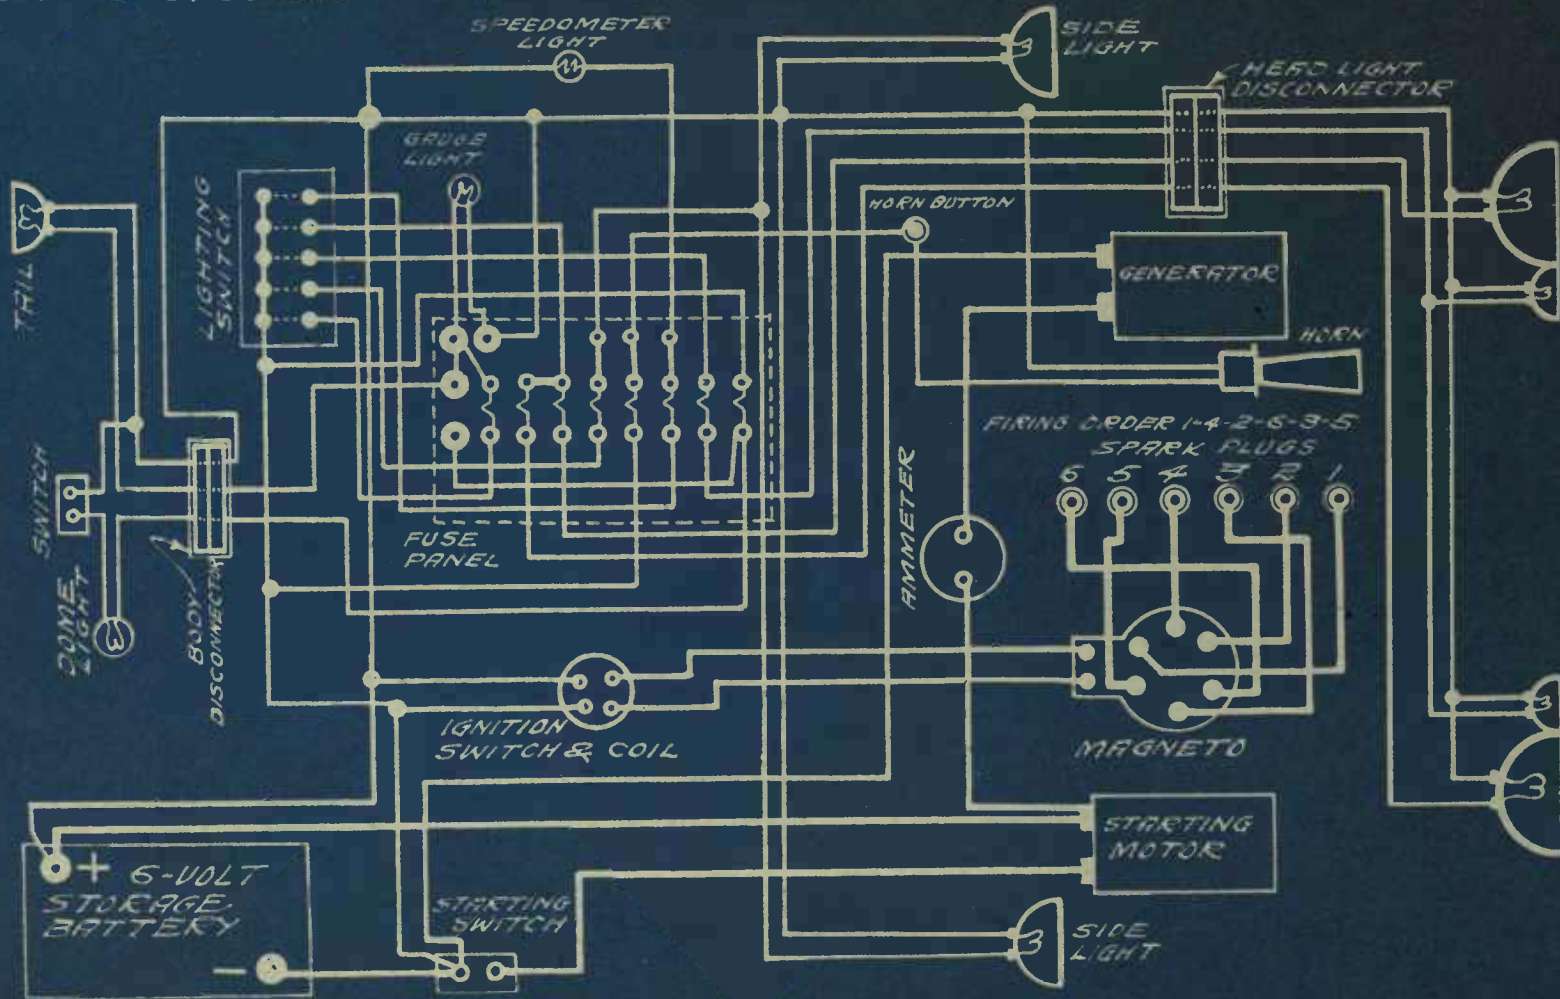 SPEEDOMETER
LIGHT
SIDE
LIGHT
HEAD LIGHT
DISCONNECTOR
GAUGE
LIGHT
LIGHTING
SWITCH
TAIL
HORN BUTTON
GENERATOR
HORN
FIRING ORDER 1-4-2-6-3-5
SPARK PLUGS
6 5 4 3 2 1
SWITCH
DOME
LIGHT
BODY
DISCONNECTOR
FUSE
PANEL
AMMETER
IGNITION
SWITCH & COIL
MAGNETO
STARTING
MOTOR
+ 6-VOLT
STORAGE
BATTERY
-
STARTING
SWITCH
SIDE
LIGHT